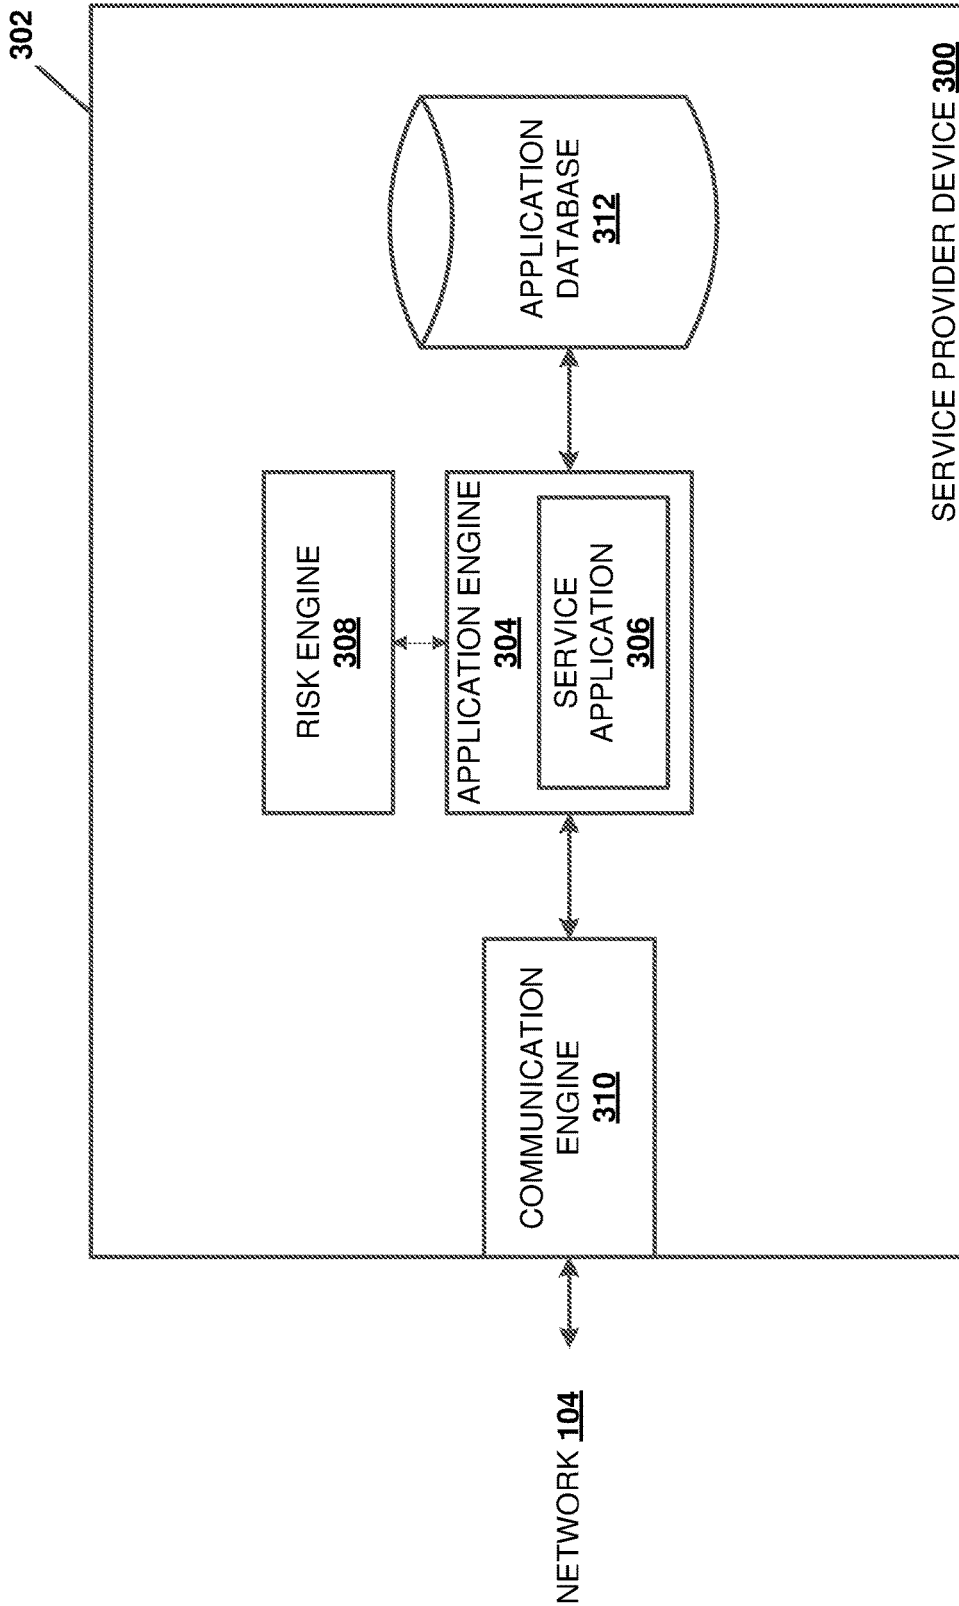 302
RISK ENGINE
308
APPLICATION ENGINE
304
SERVICE
APPLICATION
306
APPLICATION
DATABASE
312
COMMUNICATION
ENGINE
310
NETWORK 104
SERVICE PROVIDER DEVICE 300